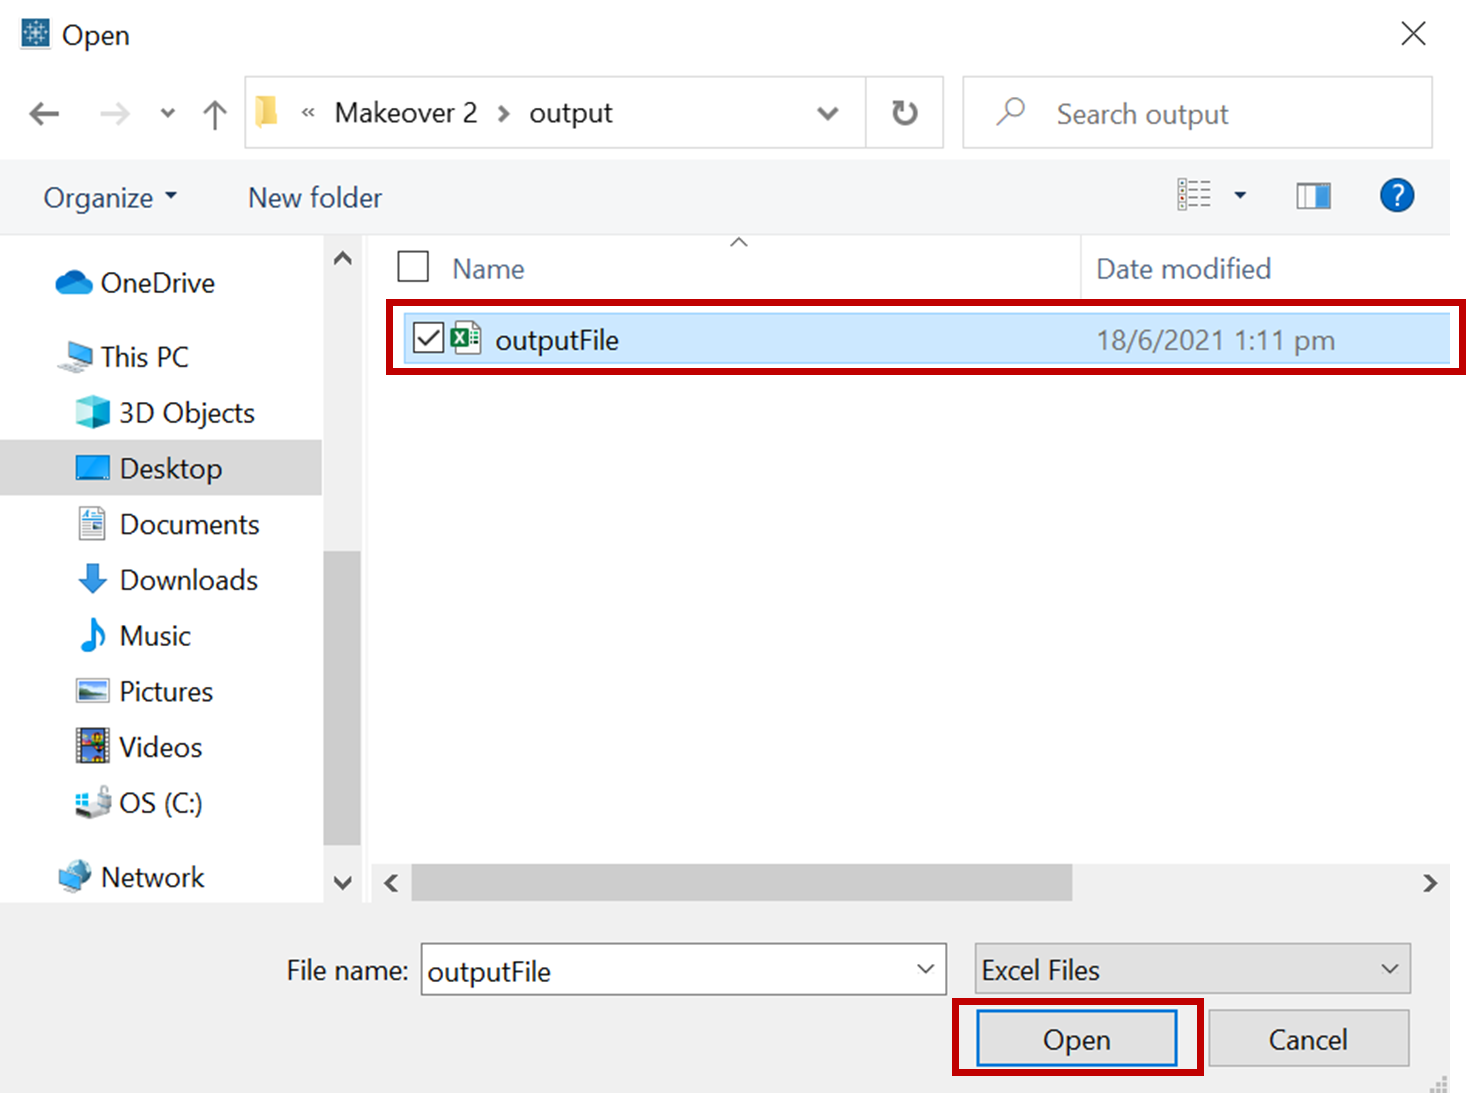 Open
« Makeover 2 > output
Search output
Organize
New folder
?
Name
Date modified
outputFile
18/6/2021 1:11 pm
OneDrive
This PC
3D Objects
Desktop
Documents
Downloads
Music
Pictures
Videos
OS (C:)
Network
File name:
outputFile
Excel Files
Open
Cancel